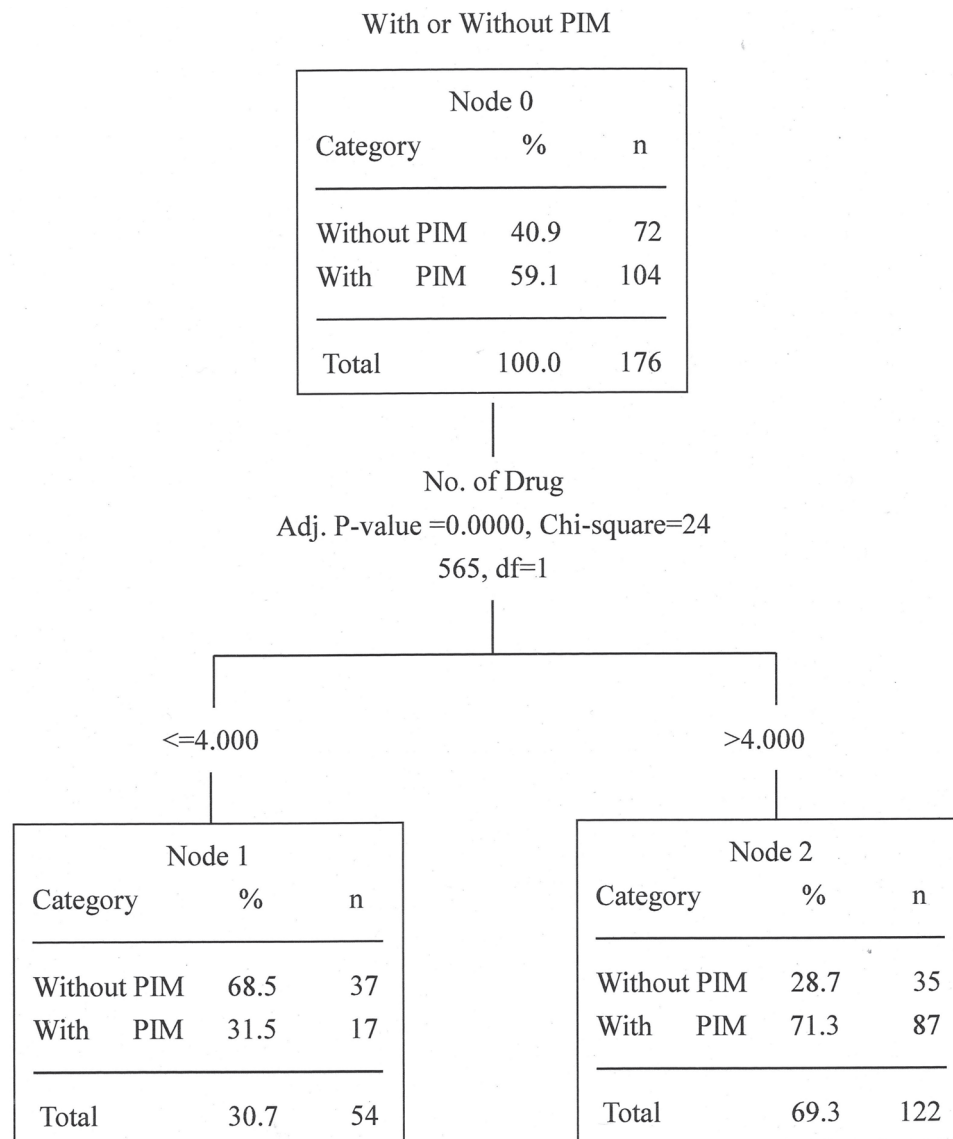 With or Without PIM
Node 0
Category % n
Without PIM 40.9 72
With PIM 59.1 104
Total 100.0 176
No. of Drug
Adj. P-value =0.0000, Chi-square=24
565, df=1
<=4.000
>4.000
Node 1
Category % n
Without PIM 68.5 37
With PIM 31.5 17
Total 30.7 54
Node 2
Category % n
Without PIM 28.7 35
With PIM 71.3 87
Total 69.3 122